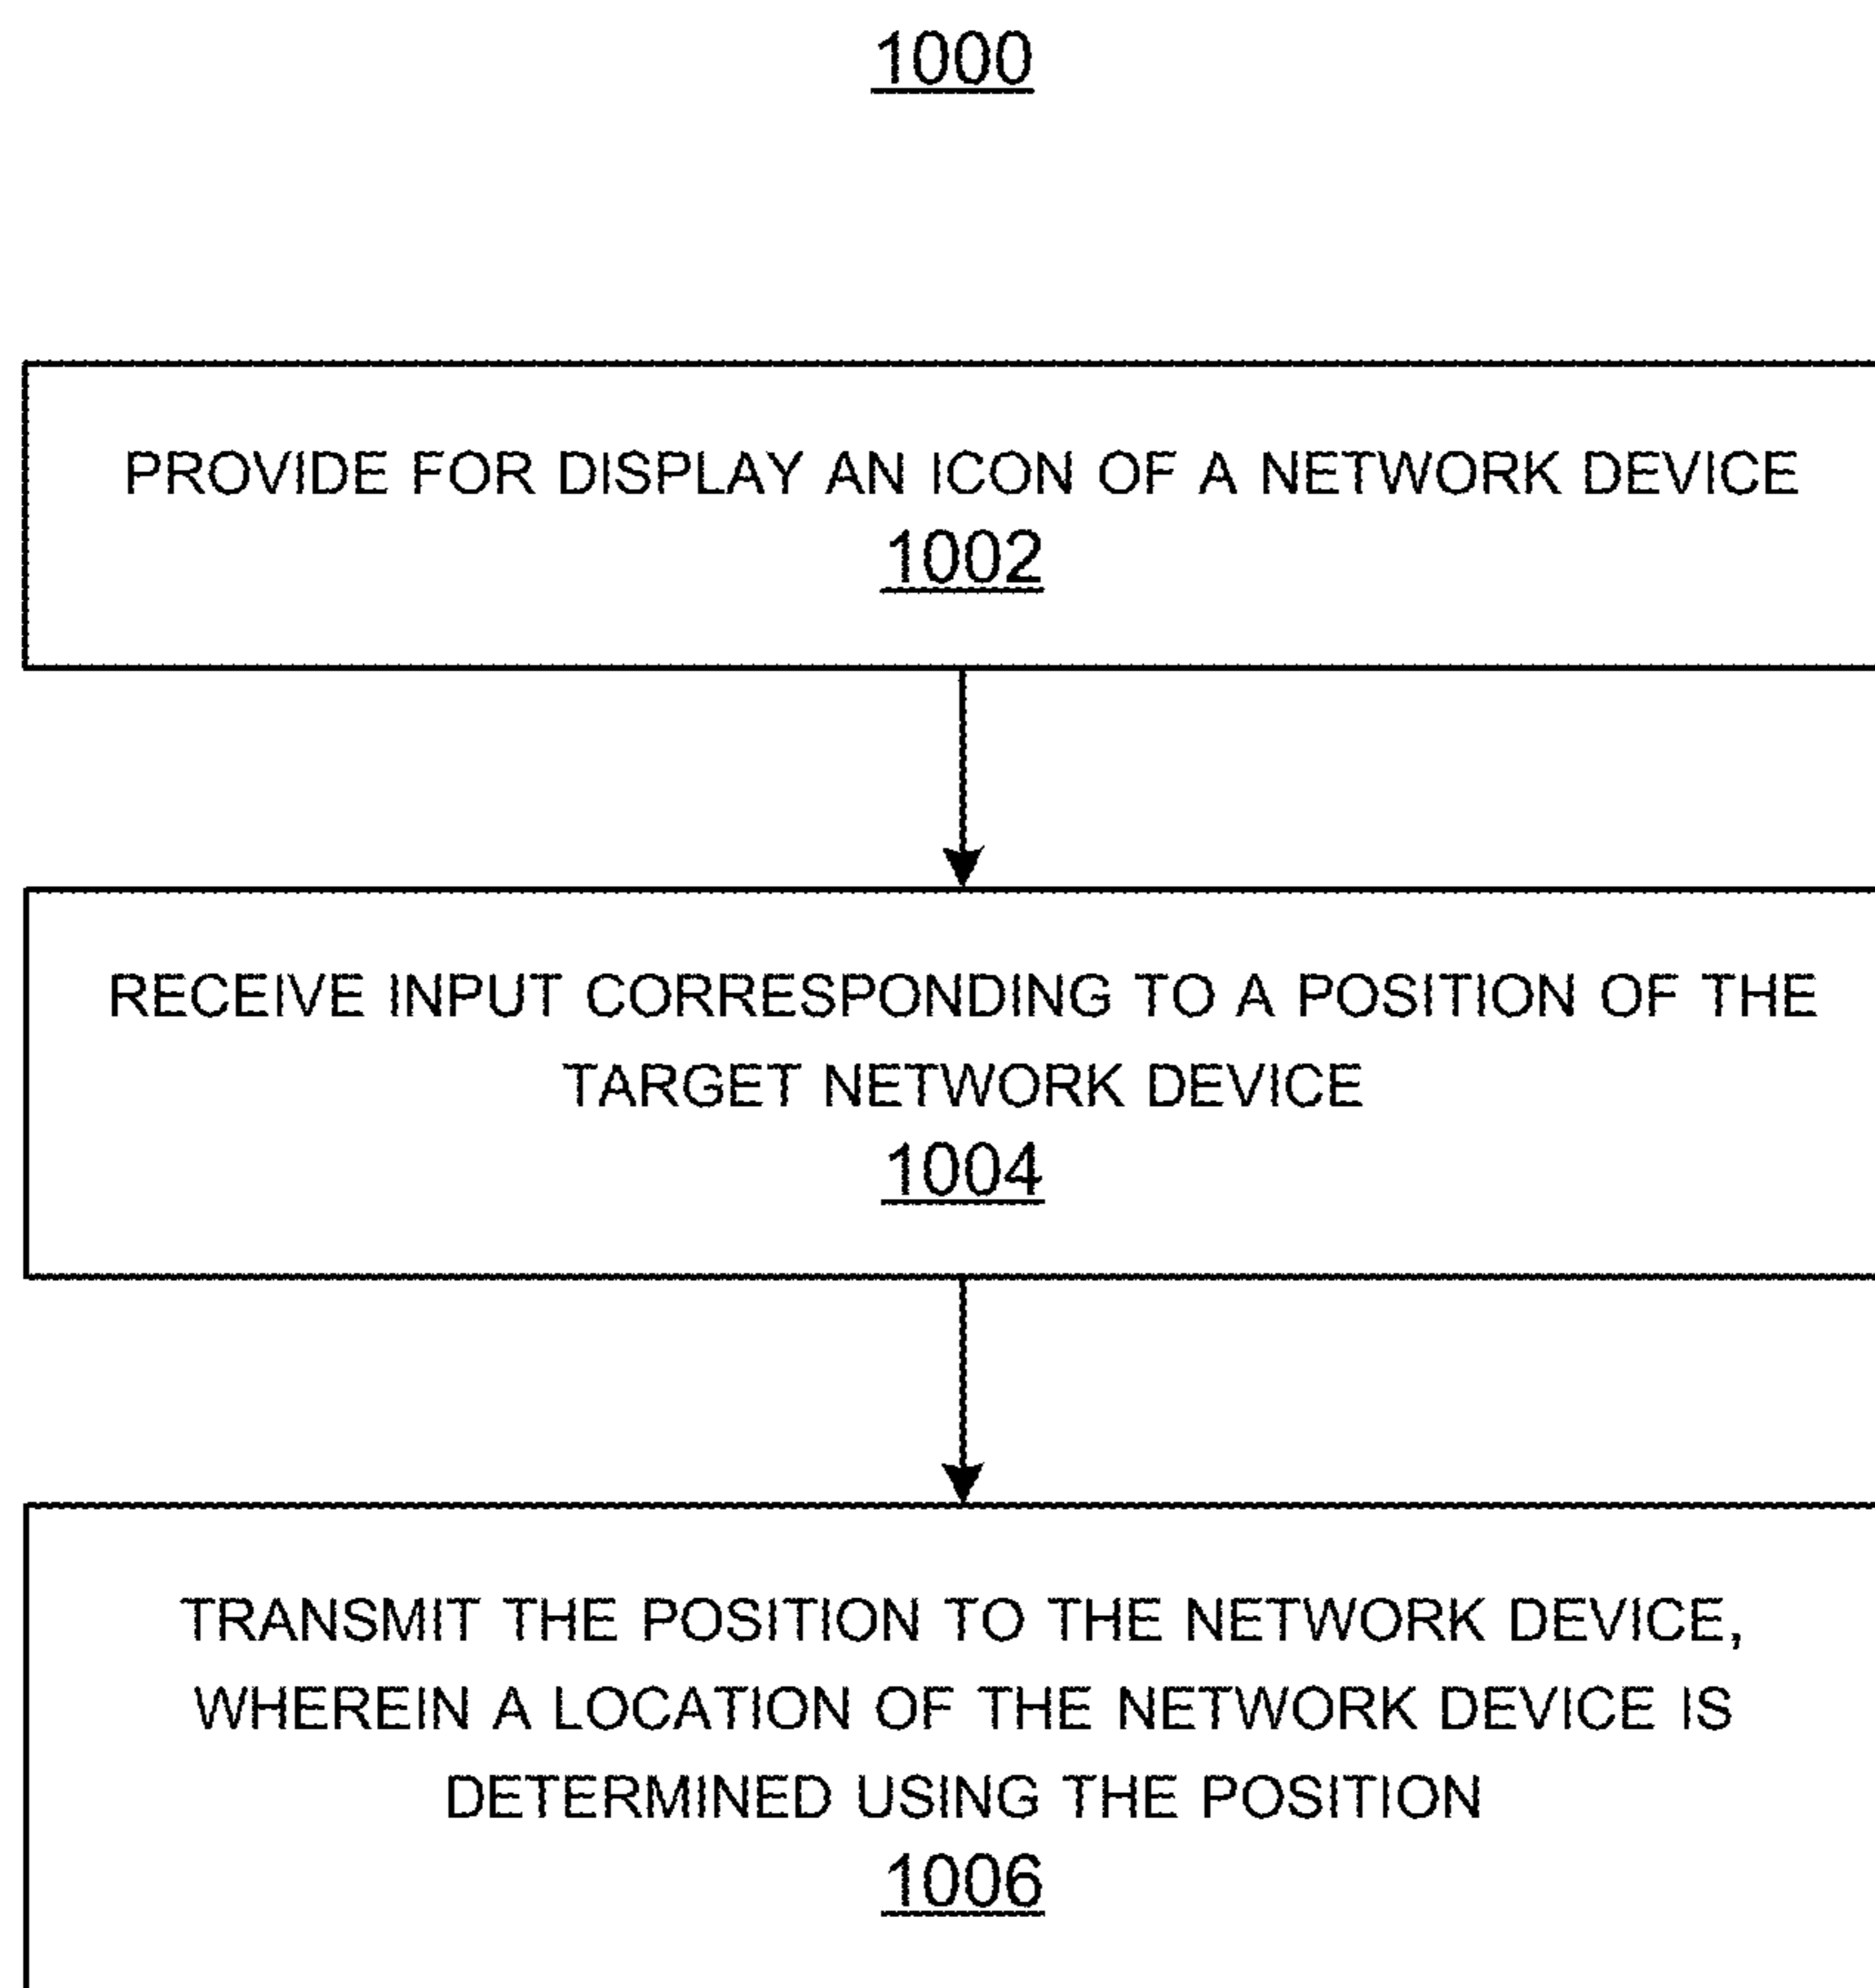 1000
PROVIDE FOR DISPLAY AN ICON OF A NETWORK DEVICE
1002
RECEIVE INPUT CORRESPONDING TO A POSITION OF THE
TARGET NETWORK DEVICE
1004
TRANSMIT THE POSITION TO THE NETWORK DEVICE,
WHEREIN A LOCATION OF THE NETWORK DEVICE IS
DETERMINED USING THE POSITION
1006